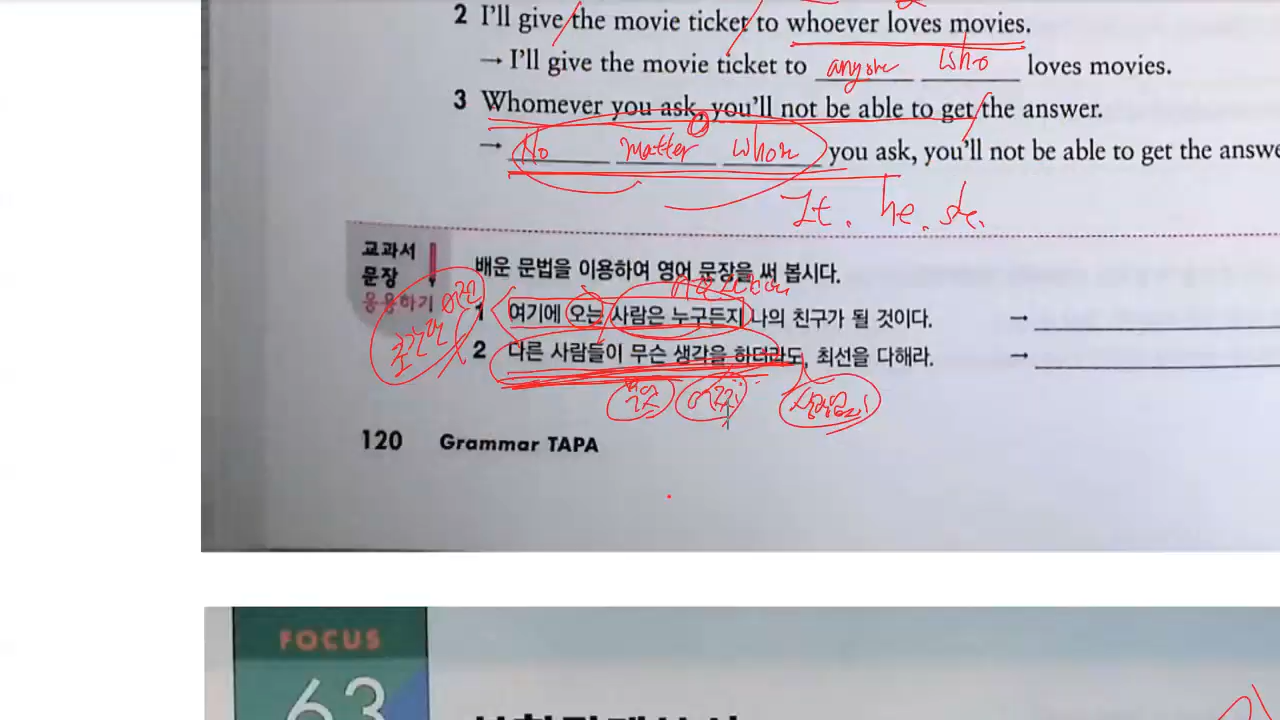 2 I'll give the movie ticket to whoever loves movies.
→ I'll give the movie ticket to anyone who loves movies.
3 Whomever you ask, you'll not be able to get the answer.
→ No matter whom you ask, you'll not be able to get the answe
It. he. she.
교과서
문장
응용하기
배운 문법을 이용하여 영어 문장을 써 봅시다.
1 여기에 오는 사람은 누구든지 나의 친구가 될 것이다. →
2 다른 사람들이 무슨 생각을 하더라도, 최선을 다해라. →
120 Grammar TAPA
FOCUS
63